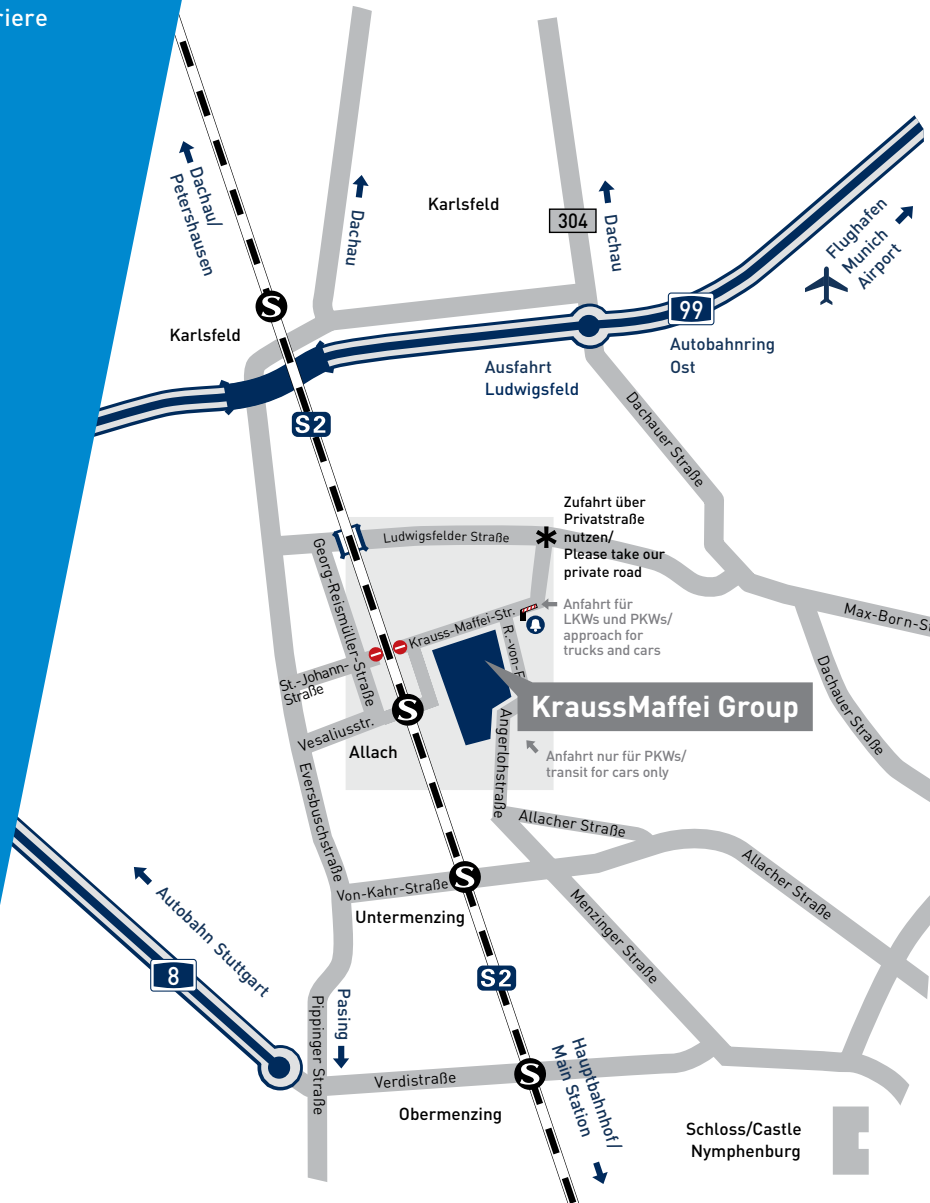 riere
Dachau/
Petershausen
Dachau
Karlsfeld
304
Dachau
Flughafen
Munich
Airport
S
Karlsfeld
99
Autobahnring
Ost
Ausfahrt
Ludwigsfeld
S2
Dachauer Straße
Zufahrt über
Privatstraße
nutzen/
Please take our
private road
Ludwigsfelder Straße
*
Georg-Reismüller-Straße
Anfahrt für
LKWs und PKWs/
approach for
trucks and cars
Max-Born-St
Krauss-Maffei-Str.
R.-von-F
St.-Johann-
Straße
Dachauer Straße
KraussMaffei Group
S
Vesaliusstr.
Allach
Angerlohstraße
Anfahrt nur für PKWs/
transit for cars only
Eversbuschstraße
Allacher Straße
Allacher Straße
Von-Kahr-Straße
S
Untermenzing
Menzinger Straße
Autobahn Stuttgart
8
S2
Pasing
Pippinger Straße
Hauptbahnhof/
Main Station
Verdistraße
S
Obermenzing
Schloss/Castle
Nymphenburg